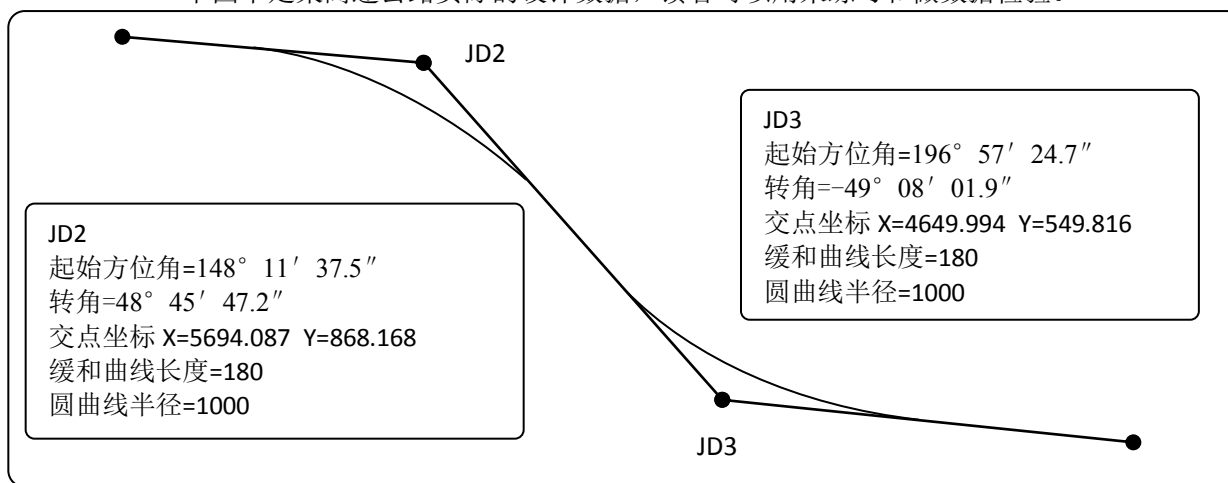 JD2
JD3
起始方位角=196° 57′ 24.7″
转角=-49° 08′ 01.9″
交点坐标 X=4649.994 Y=549.816
缓和曲线长度=180
圆曲线半径=1000
JD2
起始方位角=148° 11′ 37.5″
转角=48° 45′ 47.2″
交点坐标 X=5694.087 Y=868.168
缓和曲线长度=180
圆曲线半径=1000
JD3